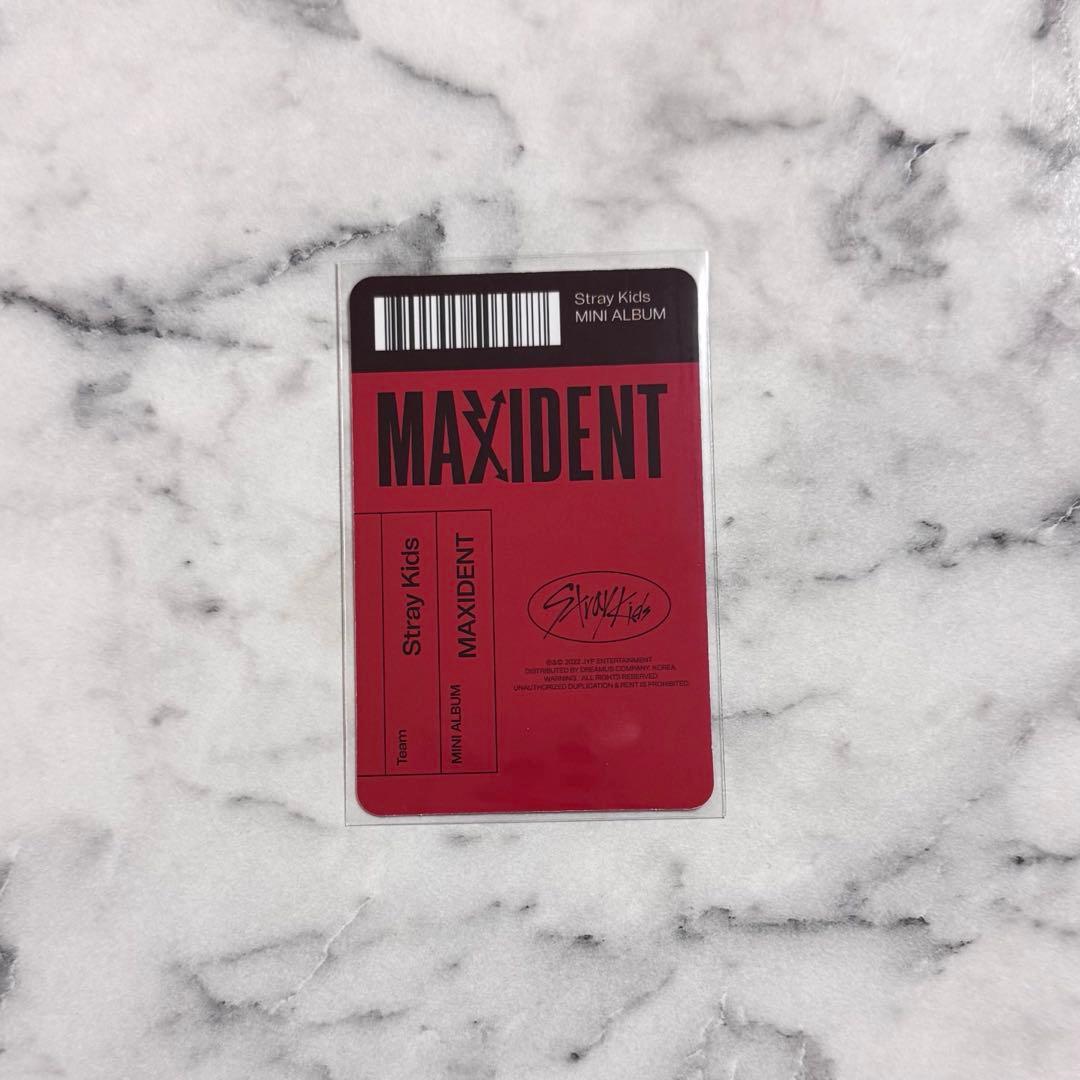 Stray Kids
MINI ALBUM
MAXIDENT
Team Stray Kids
MINI ALBUM MAXIDENT
Stray Kids
℗&© 2022 JYP ENTERTAINMENT
DISTRIBUTED BY DREAMUS COMPANY. KOREA.
WARNING : ALL RIGHTS RESERVED.
UNAUTHORIZED DUPLICATION & RENT IS PROHIBITED.